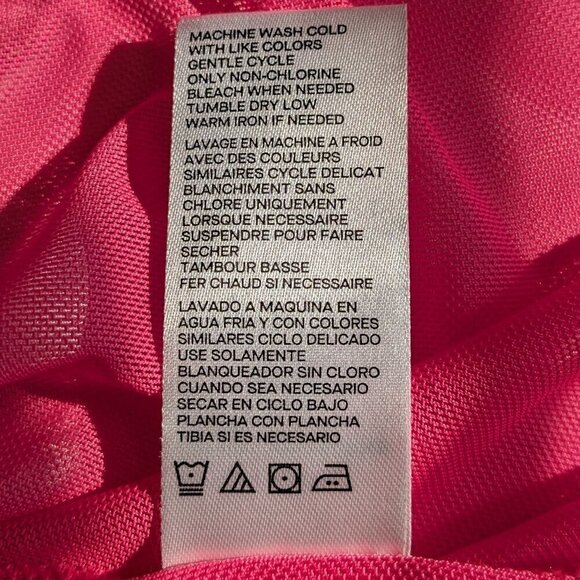 MACHINE WASH COLD
WITH LIKE COLORS
GENTLE CYCLE
ONLY NON-CHLORINE
BLEACH WHEN NEEDED
TUMBLE DRY LOW
WARM IRON IF NEEDED
LAVAGE EN MACHINE A FROID
AVEC DES COULEURS
SIMILAIRES CYCLE DELICAT
BLANCHIMENT SANS
CHLORE UNIQUEMENT
LORSQUE NECESSAIRE
SUSPENDRE POUR FAIRE
SECHER
TAMBOUR BASSE
FER CHAUD SI NECESSAIRE
LAVADO A MAQUINA EN
AGUA FRIA Y CON COLORES
SIMILARES CICLO DELICADO
USE SOLAMENTE
BLANQUEADOR SIN CLORO
CUANDO SEA NECESARIO
SECAR EN CICLO BAJO
PLANCHA CON PLANCHA
TIBIA SI ES NECESARIO